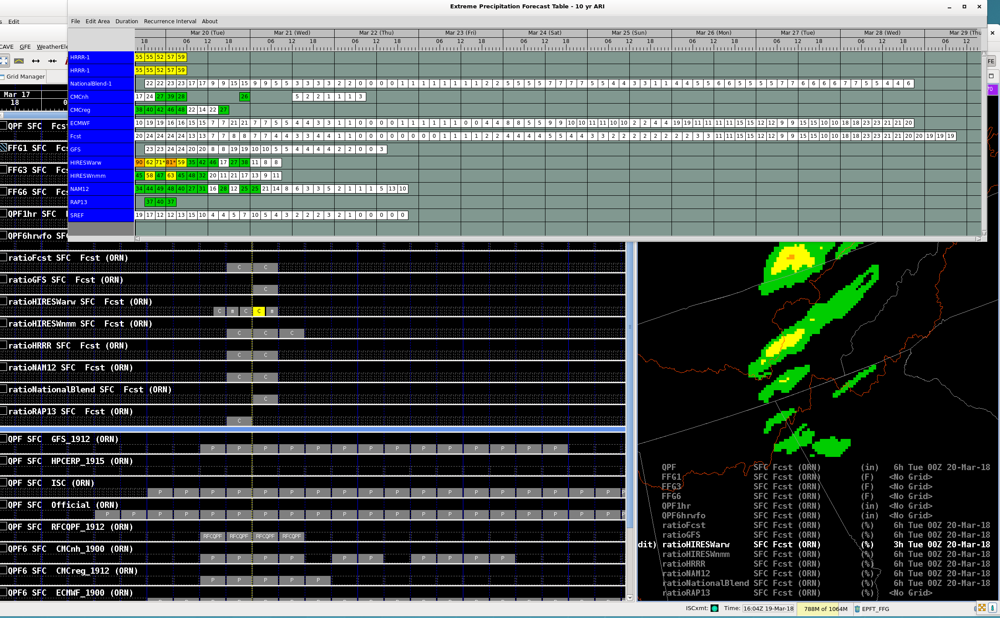 Extreme Precipitation Forecast Table - 10 yr ARI
Edit
File Edit Area Duration Recurrence Interval About
CAVE GFE
Mar 20 (Tue) Mar 21 (Wed) Mar 22 (Thu) Mar 23 (Fri) Mar 24 (Sat) Mar 25 (Sun) Mar 26 (Mon) Mar 27 (Tue) Mar 28 (Wed) Mar 29
18 06 12 18 06 12 18 06 12 18 06 12 18 06 12 18 06 12 18 06 12 18 06 12 18 06 12 18 06 12
HRRR-1 55 55 52 57 59
HRRR-1 55 55 52 57 59
NationalBlend-1 22 22 23 23 17 17 9 9 15 15 9 9 5 5 3 3 3 3 2 2 0 0 0 0 1 1 1 1 1 1 1 1 2 2 5 5 5 5 7 7 7 7 5 5 4 4 3 3 1 1 4 4 5 5 6 6 5 5 5 5 7 7 6 6 6 6 7 7 5 5 4 4 6
CMCnh 17 24 27 39 28 26 5 2 2 1 1 1 3
CMCreg 38 40 42 46 48 22 14 22 27
ECMWF 10 19 19 16 16 15 15 7 7 21 21 7 7 5 5 4 4 3 3 1 1 0 0 0 0 1 1 1 1 1 1 0 0 4 4 8 8 5 5 9 9 10 10 11 11 10 10 2 2 4 4 19 19 11 11 11 11 15 15 12 12 9 9 15 15 10 10 18 18 23 23 21 21 20
Fcst 20 24 24 24 24 13 13 7 7 8 8 7 7 4 4 3 3 4 4 1 1 0 0 0 0 0 0 0 0 1 1 1 1 2 2 4 4 4 4 5 5 4 4 3 3 2 2 2 2 2 2 2 2 3 3 11 11 15 15 12 12 9 9 15 15 10 10 18 18 23 23 21 21 20 20 19 19 19
GFS 23 23 24 24 20 20 8 8 19 19 10 10 5 5 4 4 4 4 2 2 0 0 3
HIRESWarw 90 62 71* 81* 59 35 42 46 17 27 38 11 8 8
HIRESWnmm 45 58 47 63 45 48 32 20 11 21 17 13 9 11
NAM12 34 44 49 48 40 27 31 16 28 12 25 25 21 14 8 6 3 3 5 2 1 1 1 5 13 10
RAP13 37 40 37
SREF 19 17 12 12 13 15 10 4 4 5 7 10 5 4 3 2 2 2 3 2 1 0 0 0 0 0
Grid Manager
Mar 17
18
QPF SFC
FFG1 SFC
FFG3 SFC
FFG6 SFC
QPF1hr SFC
QPF6hrwfo
ratioFcst SFC Fcst (ORN)
C C
ratioGFS SFC Fcst (ORN)
C
ratioHIRESWarw SFC Fcst (ORN)
C m C C m
ratioHIRESWnmm SFC Fcst (ORN)
C C C
ratioHRRR SFC Fcst (ORN)
C C
ratioNAM12 SFC Fcst (ORN)
C C
ratioNationalBlend SFC Fcst (ORN)
C
ratioRAP13 SFC Fcst (ORN)
C
QPF SFC GFS_1912 (ORN)
P P P P P P P P P P P P P P
QPF SFC HPCERP_1915 (ORN)
QPF SFC ISC (ORN)
P P P P P P P P P P P P P P P P P P P
QPF SFC Official (ORN)
P P P P P P P P P P P P P P P P P P P P P
QPF SFC RFCQPF_1912 (ORN)
RFCQPF RFCQPF RFCQPF RFCQPF
QPF6 SFC CMCnh_1900 (ORN)
P P P P P P P P P P
QPF6 SFC CMCreg_1912 (ORN)
P P P P P
QPF6 SFC ECMWF_1900 (ORN)
QPF SFC Fcst (ORN) (in) 6h Tue 00Z 20-Mar-18
FFG1 SFC Fcst (ORN) (F) <No Grid>
FFG3 SFC Fcst (ORN) (F) <No Grid>
FFG6 SFC Fcst (ORN) (F) <No Grid>
QPF1hr SFC Fcst (ORN) (in) <No Grid>
QPF6hrwfo SFC Fcst (ORN) (in) <No Grid>
ratioFcst SFC Fcst (ORN) (%) 6h Tue 00Z 20-Mar-18
ratioGFS SFC Fcst (ORN) (%) 6h Tue 00Z 20-Mar-18
dit) ratioHIRESWarw SFC Fcst (ORN) (%) 3h Tue 00Z 20-Mar-18
ratioHIRESWnmm SFC Fcst (ORN) (%) 6h Tue 00Z 20-Mar-18
ratioHRRR SFC Fcst (ORN) (%) 6h Tue 00Z 20-Mar-18
ratioNAM12 SFC Fcst (ORN) (%) 6h Tue 00Z 20-Mar-18
ratioNationalBlend SFC Fcst (ORN) (%) 6h Tue 00Z 20-Mar-18
ratioRAP13 SFC Fcst (ORN) (%) <No Grid>
ISCxmt: Time: 16:04Z 19-Mar-18 788M of 1064M EPFT_FFG